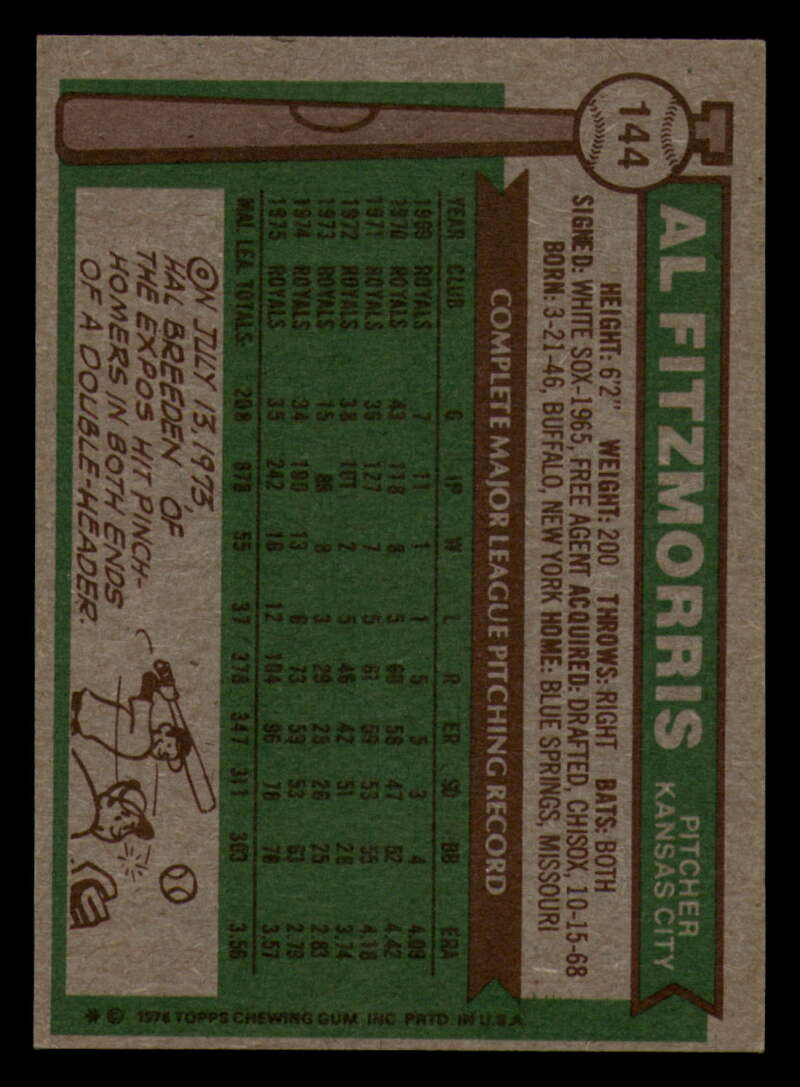 144
AL FITZMORRIS
PITCHER
KANSAS CITY
HEIGHT: 6'2" WEIGHT: 200 THROWS: RIGHT BATS: BOTH
SIGNED: WHITE SOX-1965, FREE AGENT ACQUIRED: DRAFTED, CHISOX, 10-15-68
BORN: 3-21-46, BUFFALO, NEW YORK HOME: BLUE SPRINGS, MISSOURI
COMPLETE MAJOR LEAGUE PITCHING RECORD
YEAR CLUB G IP W L R ER SO BB ERA
1969 ROYALS 7 11 1 1 5 5 3 4 4.09
1970 ROYALS 43 118 8 5 60 56 47 52 4.42
1971 ROYALS 36 127 7 5 61 59 53 55 4.18
1972 ROYALS 38 101 2 5 46 42 51 28 3.74
1973 ROYALS 15 89 8 3 29 28 26 25 2.83
1974 ROYALS 34 190 13 6 73 59 53 63 2.79
1975 ROYALS 35 242 16 12 104 96 78 76 3.57
MAJ. LEA. TOTALS: 208 878 55 37 378 347 311 303 3.56
ON JULY 13, 1973
HAL BREEDEN, OF
THE EXPOS HIT PINCH-
HOMERS IN BOTH ENDS
OF A DOUBLE-HEADER.
* © 1976 TOPPS CHEWING GUM INC. PRTD. IN U.S.A.